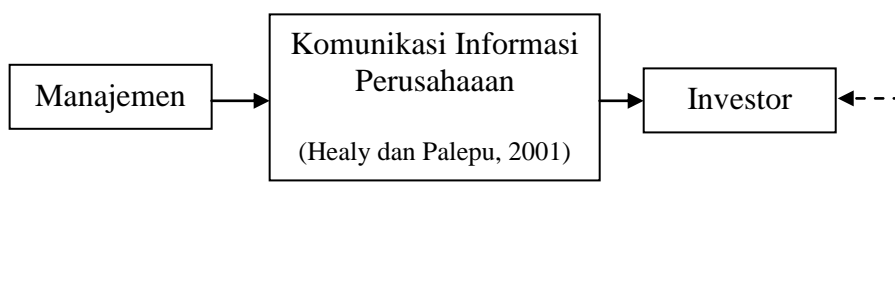 Komunikasi Informasi
Perusahaaan
Manajemen
Investor
(Healy dan Palepu, 2001)